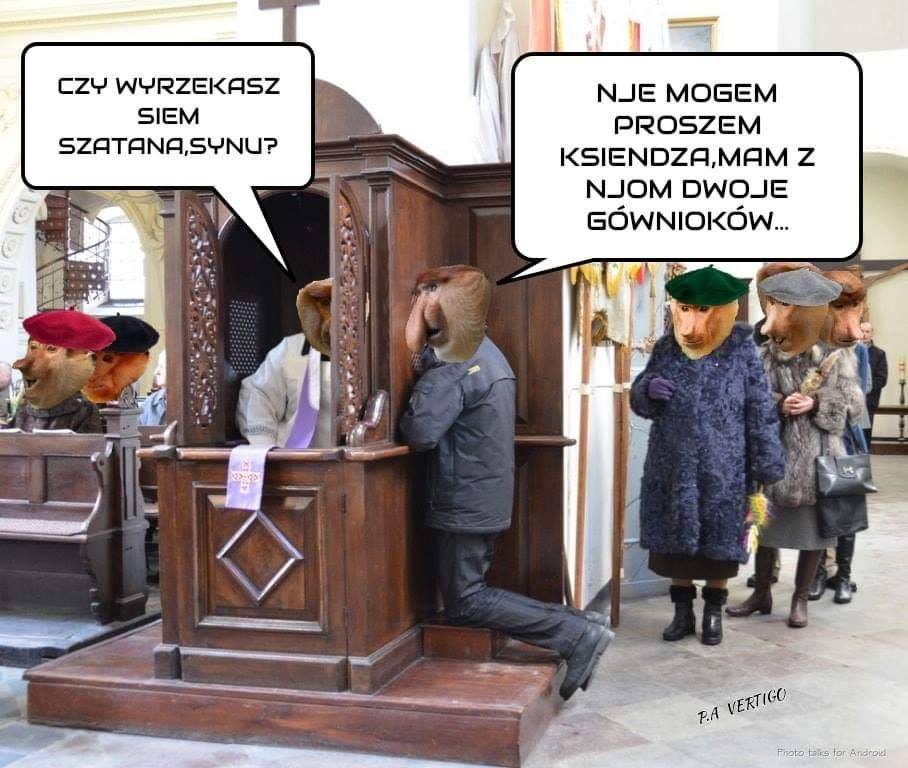 CZY WYRZEKASZ
SIEM
SZATANA,SYNU?
NJE MOGEM
PROSZEM
KSIENDZA,MAM Z
NJOM DWOJE
GÓWNIOKÓW...
P.A VERTIGO
Photo talks for Android